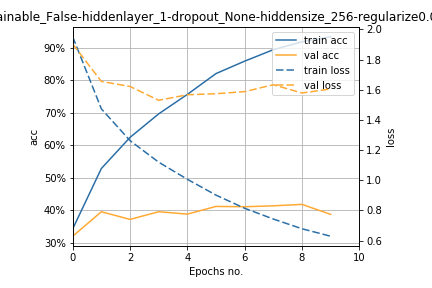 ainable_False-hiddenlayer_1-dropout_None-hiddensize_256-regularize0.0
train acc
val acc
train loss
val loss
90%
80%
70%
60%
50%
40%
30%
acc
2.0
1.8
1.6
1.4
1.2
1.0
0.8
0.6
loss
0 2 4 6 8 10
Epochs no.